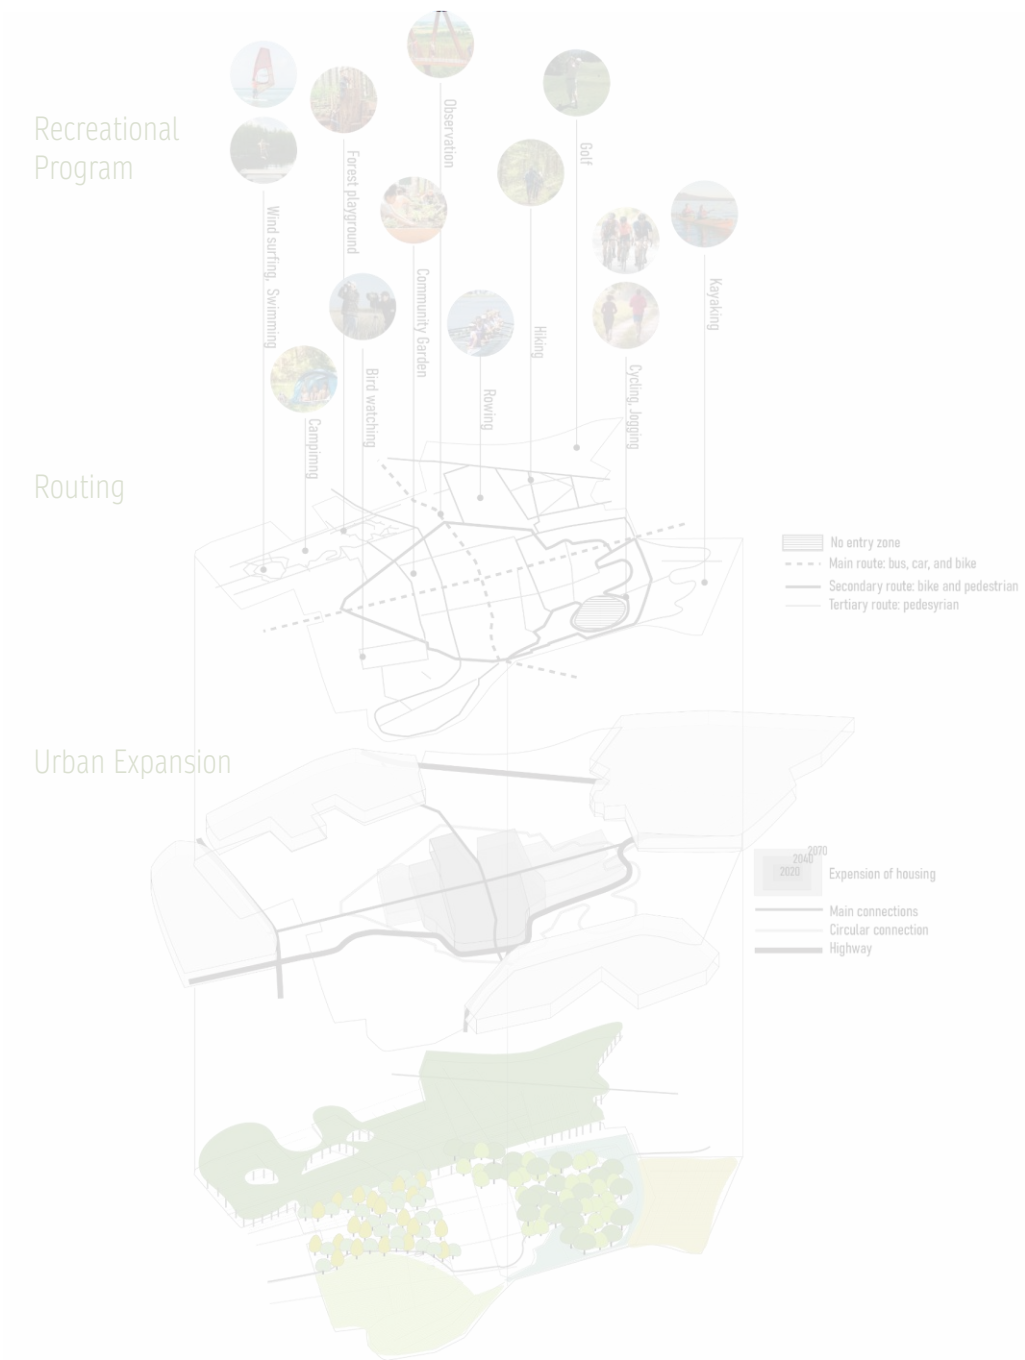 Recreational
Program
Observation
Golf
Forest playground
Wind surfing, Swimming
Community Garden
Kayaking
Hiking
Cycling, Jogging
Bird watching
Rowing
Campimng
Routing
No entry zone
Main route: bus, car, and bike
Secondary route: bike and pedestrian
Tertiary route: pedesyrian
Urban Expansion
2070
2040
2020
Expension of housing
Main connections
Circular connection
Highway